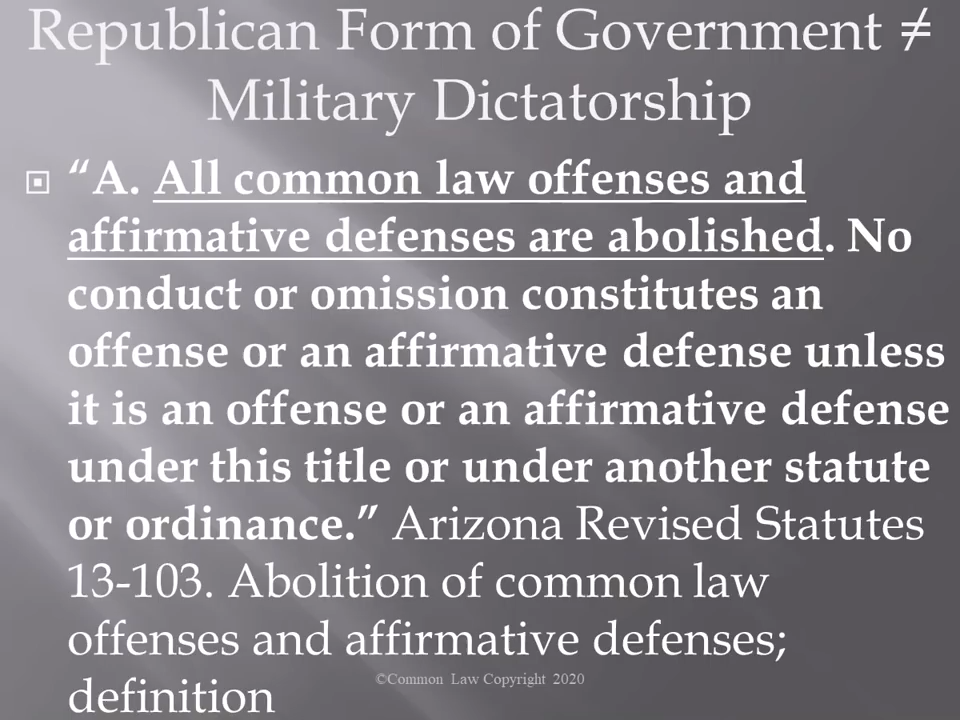 Republican Form of Government ≠
Military Dictatorship
“A. All common law offenses and
affirmative defenses are abolished. No
conduct or omission constitutes an
offense or an affirmative defense unless
it is an offense or an affirmative defense
under this title or under another statute
or ordinance.” Arizona Revised Statutes
13-103. Abolition of common law
offenses and affirmative defenses;
definition
©Common Law Copyright 2020